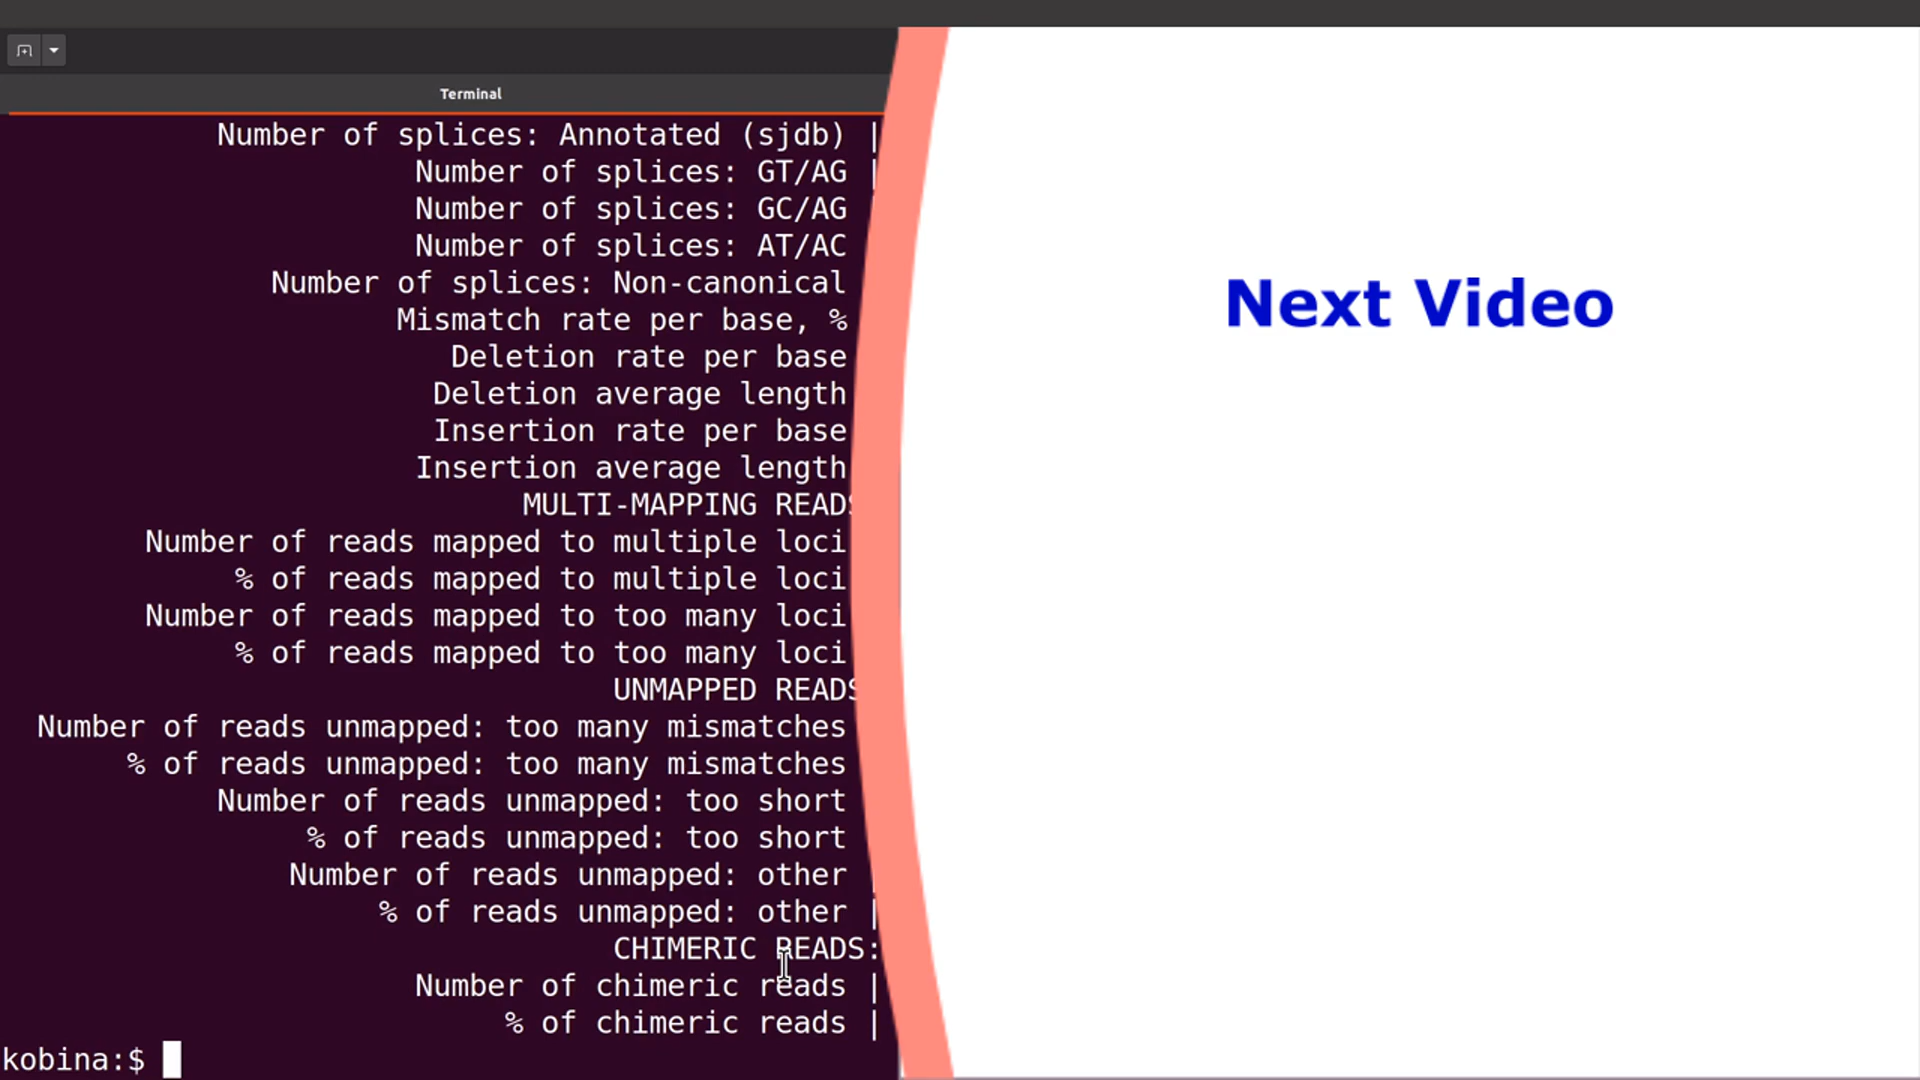 Terminal
Number of splices: Annotated (sjdb) |
Number of splices: GT/AG |
Number of splices: GC/AG
Number of splices: AT/AC
Number of splices: Non-canonical
Mismatch rate per base, %
Deletion rate per base
Deletion average length
Insertion rate per base
Insertion average length
MULTI-MAPPING READS
Number of reads mapped to multiple loci
% of reads mapped to multiple loci
Number of reads mapped to too many loci
% of reads mapped to too many loci
UNMAPPED READS
Number of reads unmapped: too many mismatches
% of reads unmapped: too many mismatches
Number of reads unmapped: too short
% of reads unmapped: too short
Number of reads unmapped: other |
% of reads unmapped: other |
CHIMERIC READS:
Number of chimeric reads |
% of chimeric reads |
kobina:$
Next Video